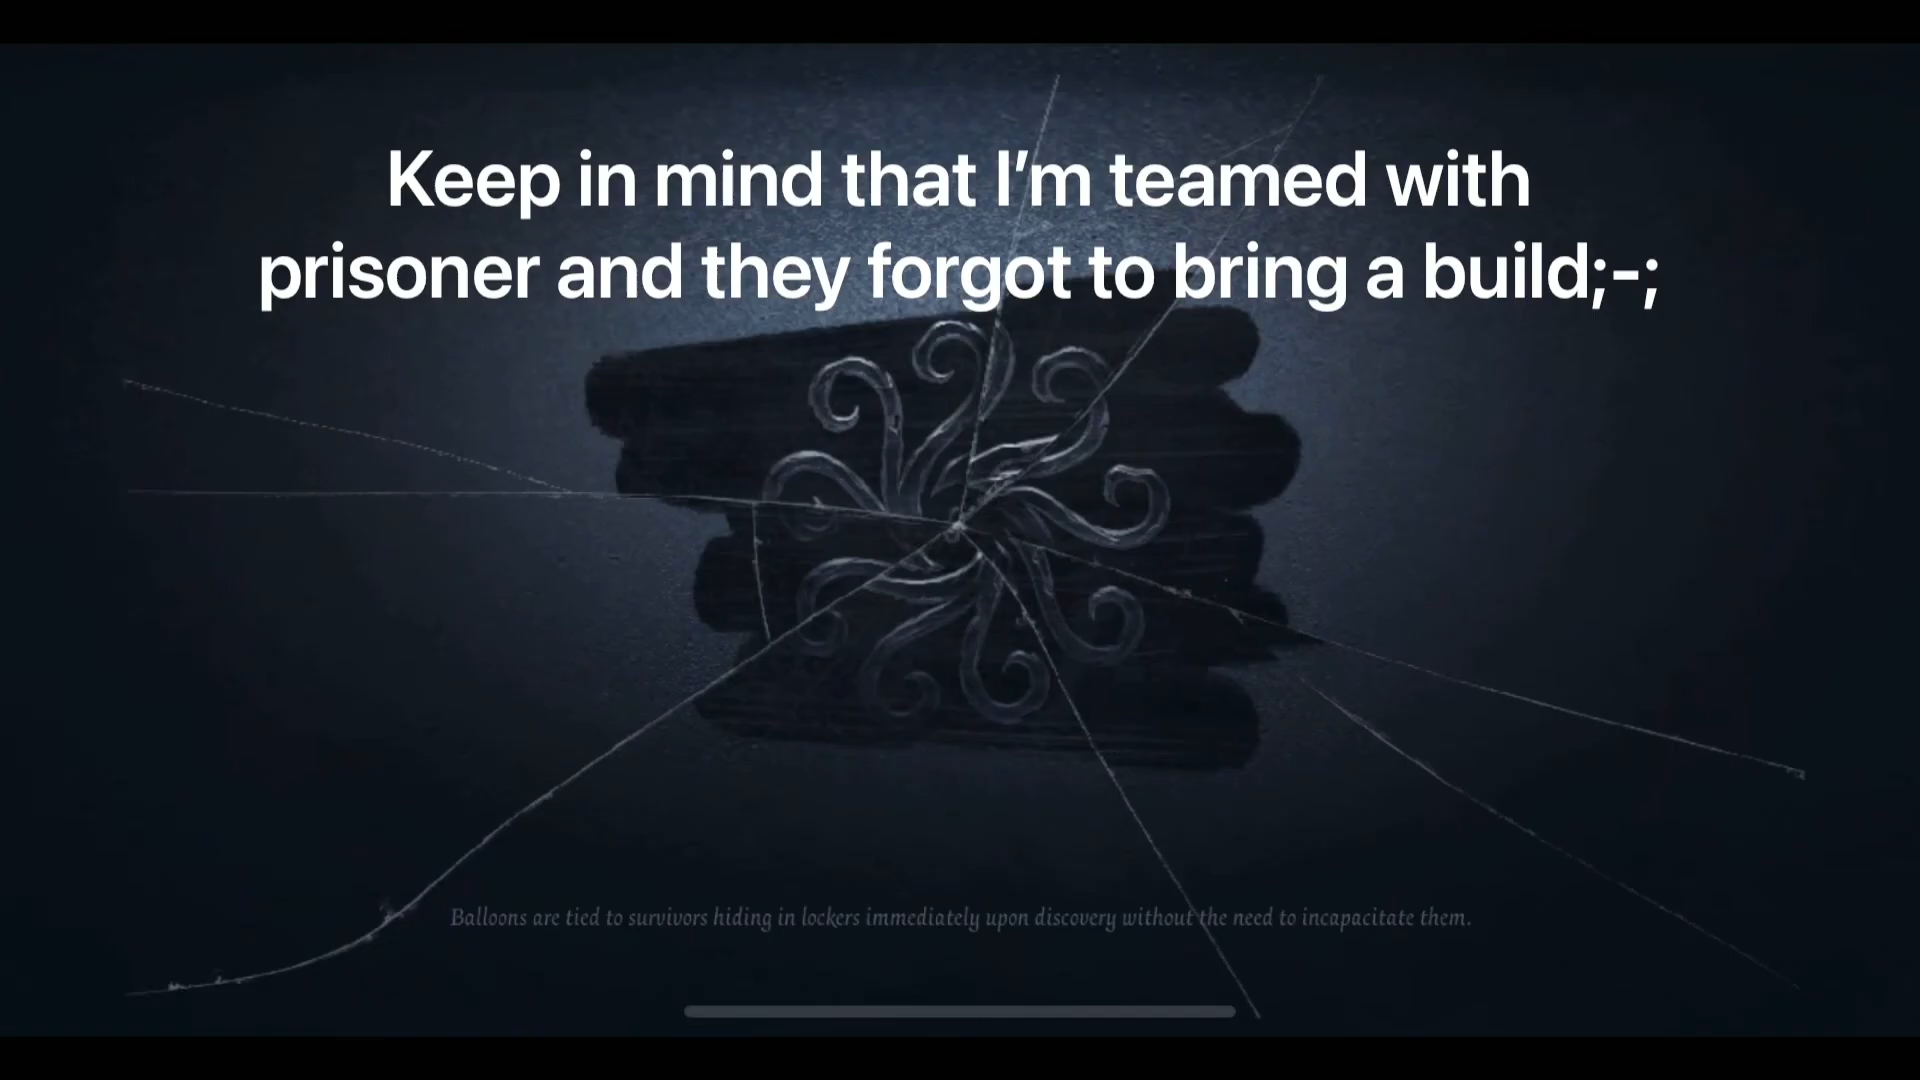 Keep in mind that I’m teamed with
prisoner and they forgot to bring a build;-;
Balloons are tied to survivors hiding in lockers immediately upon discovery without the need to incapacitate them.